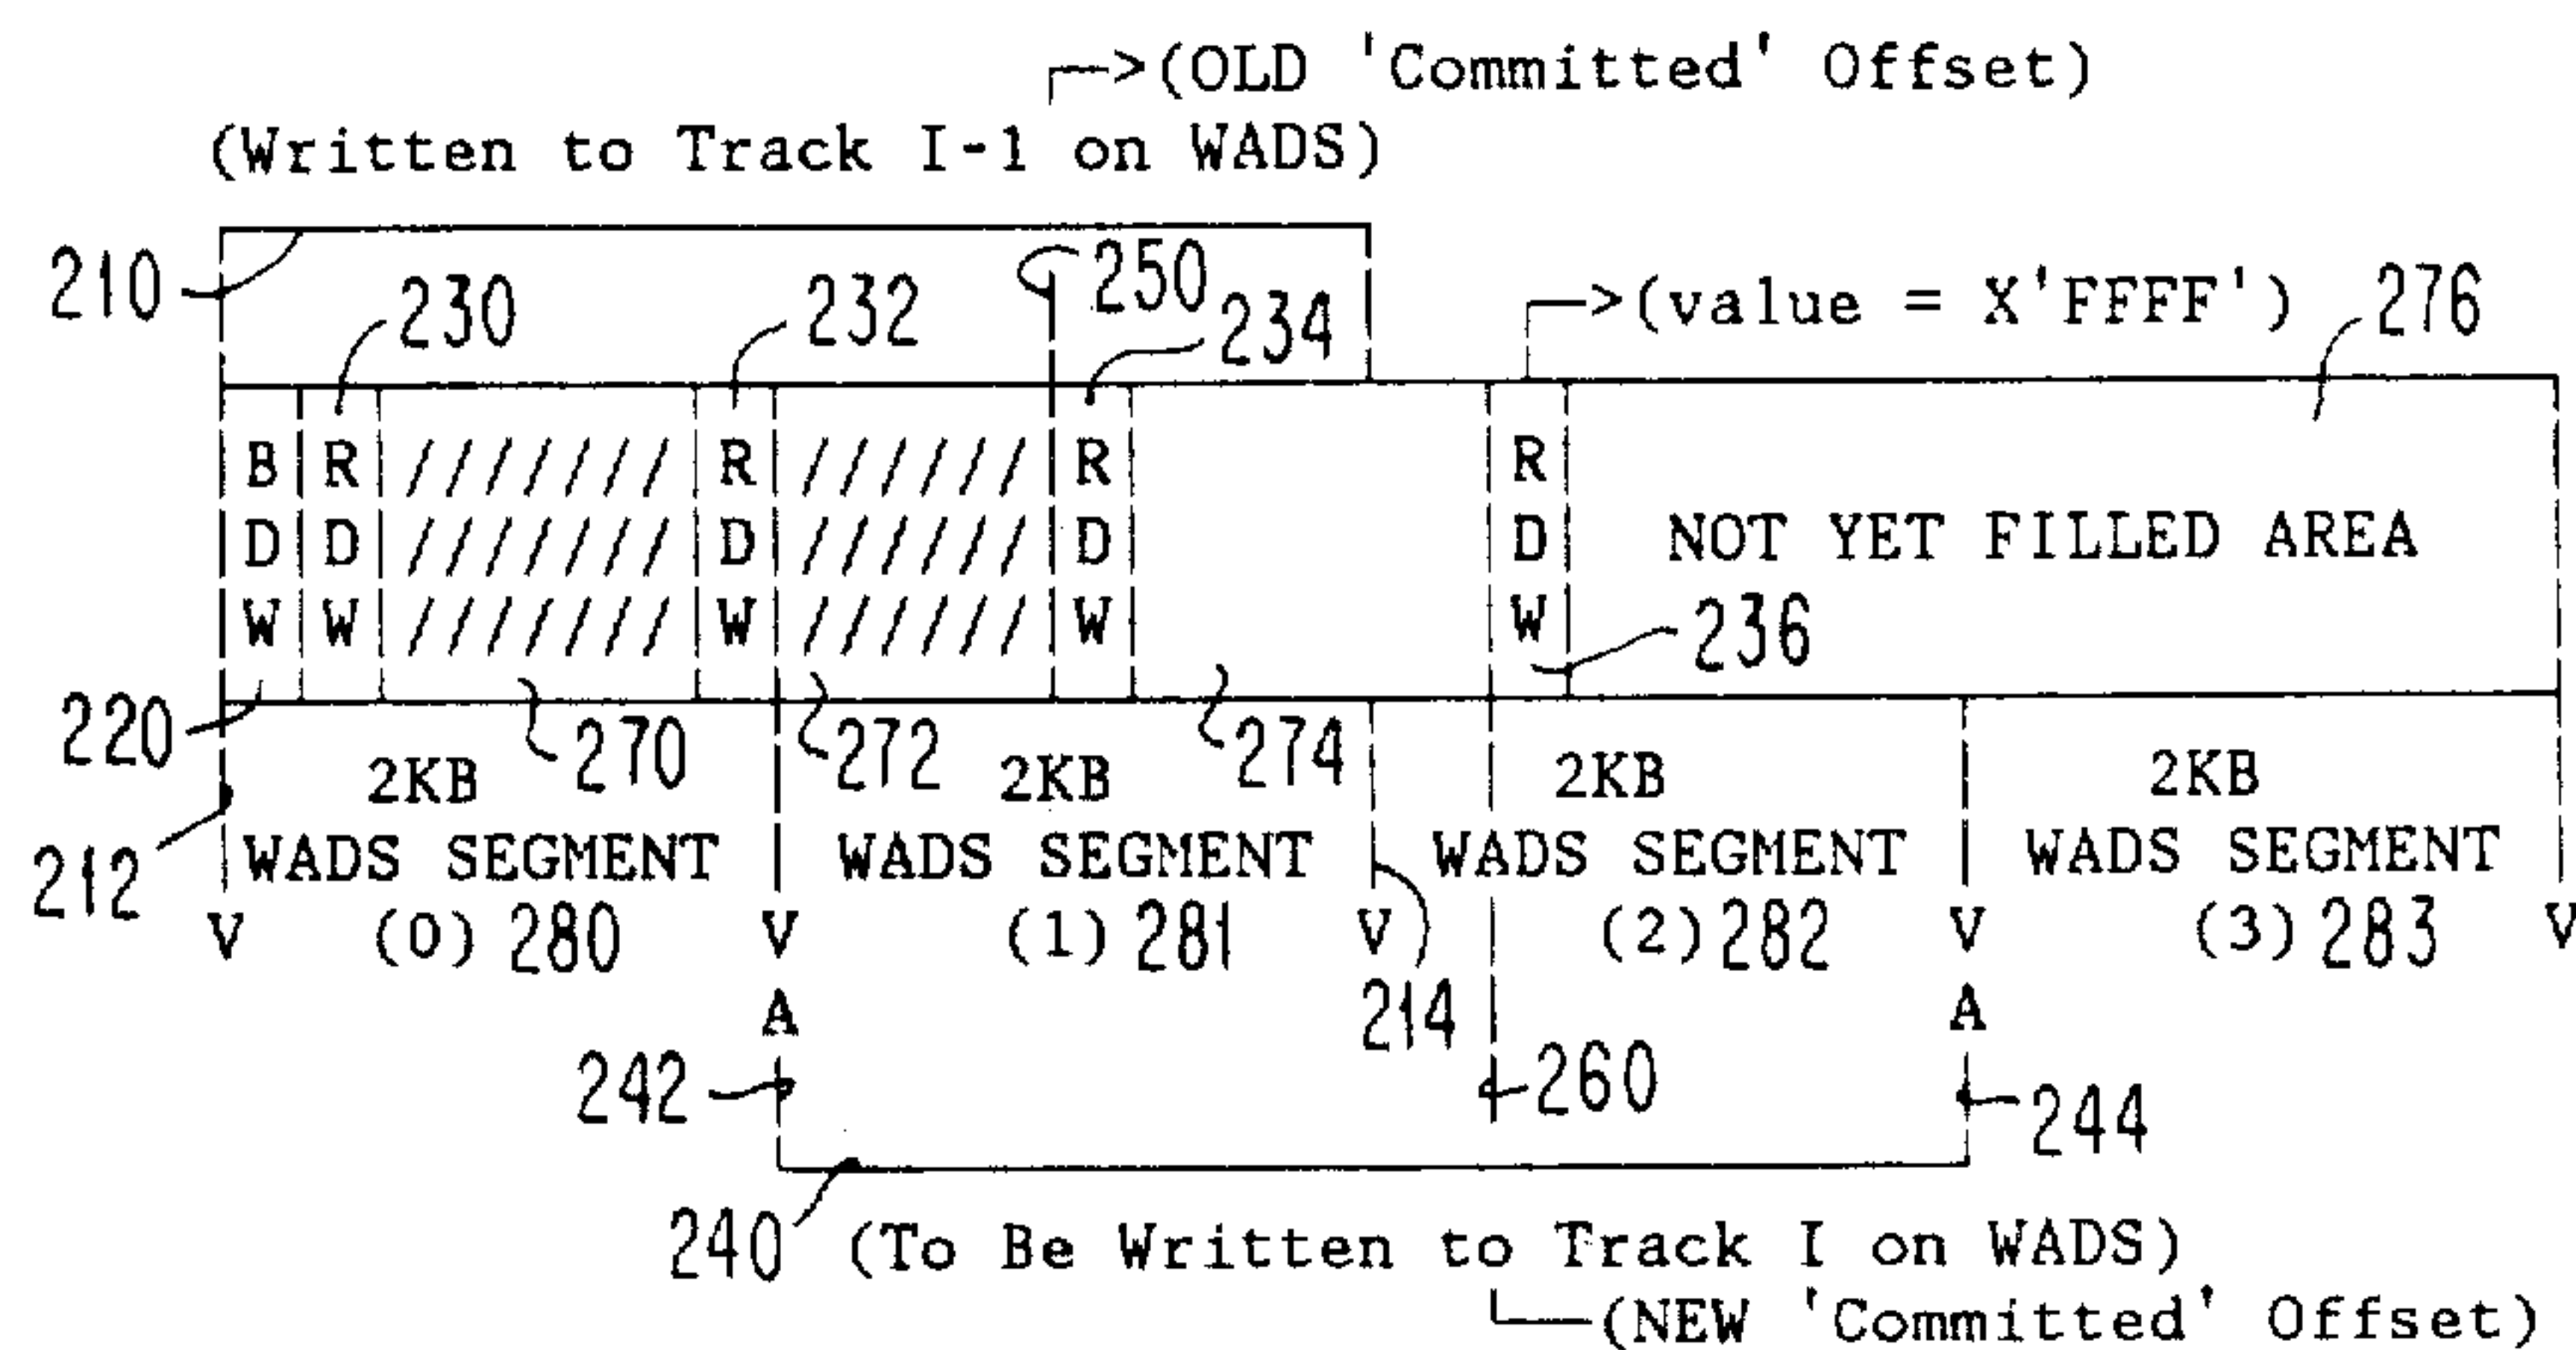 (OLD 'Committed' Offset)
(Written to Track I-1 on WADS)
210
230
232
250
234
(value = X'FFFF')
276
B R /////// R ////// R R
D D /////// D ////// D D NOT YET FILLED AREA
W W /////// W ////// W W
236
220
270
272
274
2KB 2KB 2KB 2KB
212
WADS SEGMENT WADS SEGMENT WADS SEGMENT WADS SEGMENT
V (0) 280 V (1) 281 V (2) 282 V (3) 283 V
A 214 A
242
260
244
240
(To Be Written to Track I on WADS)
(NEW 'Committed' Offset)